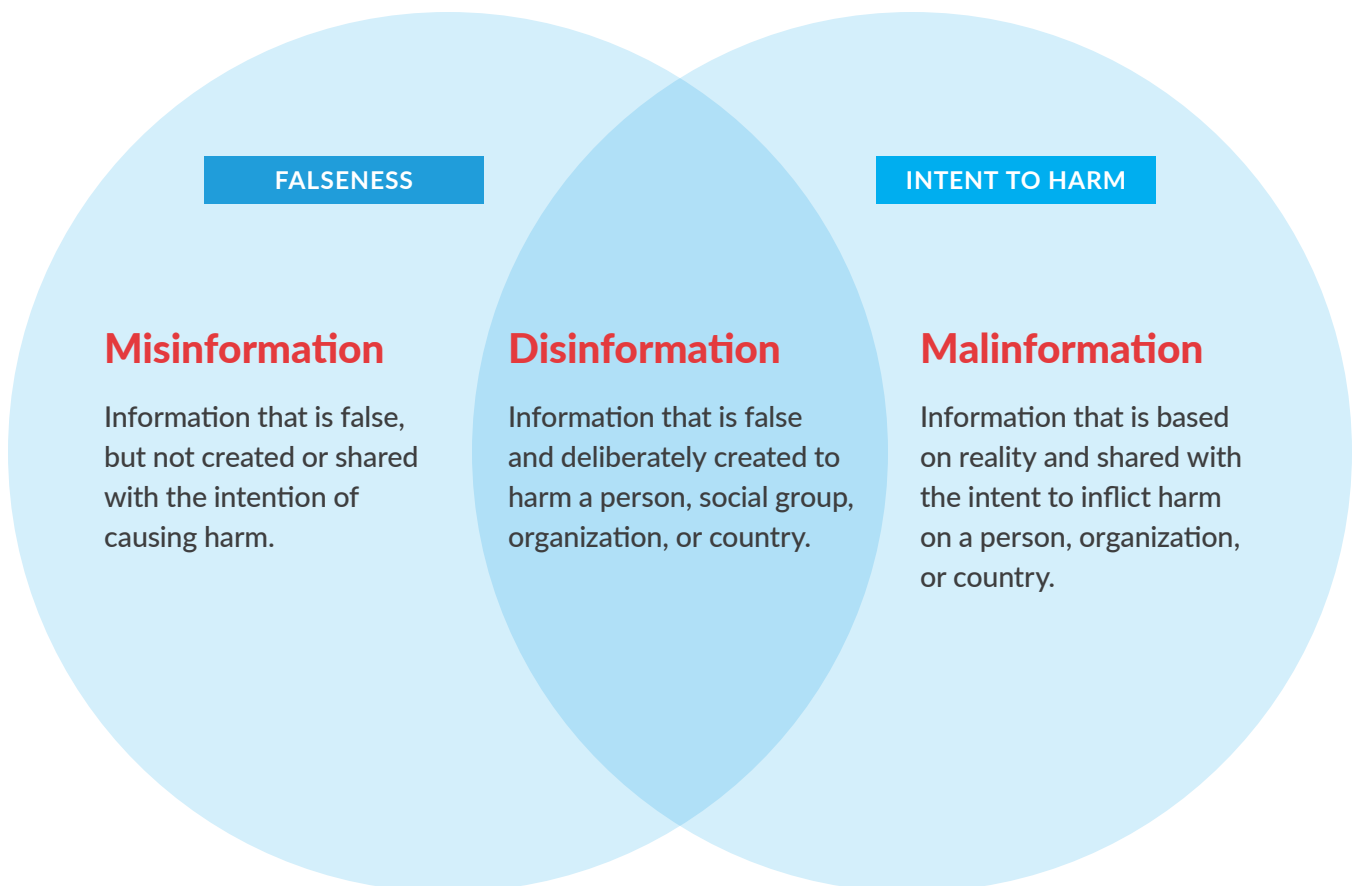 FALSENESS
INTENT TO HARM
Misinformation
Information that is false,
but not created or shared
with the intention of
causing harm.
Disinformation
Information that is false
and deliberately created to
harm a person, social group,
organization, or country.
Malinformation
Information that is based
on reality and shared with
the intent to inflict harm
on a person, organization,
or country.